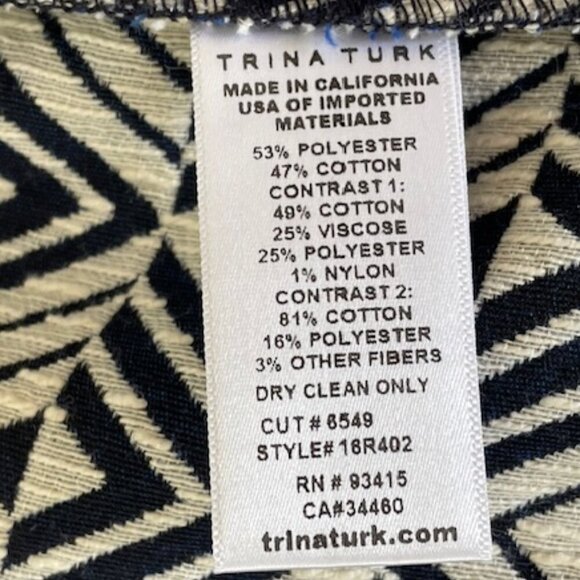 TRINA TURK
MADE IN CALIFORNIA
USA OF IMPORTED
MATERIALS
53% POLYESTER
47% COTTON
CONTRAST 1:
49% COTTON
25% VISCOSE
25% POLYESTER
1% NYLON
CONTRAST 2:
81% COTTON
16% POLYESTER
3% OTHER FIBERS
DRY CLEAN ONLY
CUT # 6549
STYLE# 16R402
RN # 93415
CA#34460
trinaturk.com